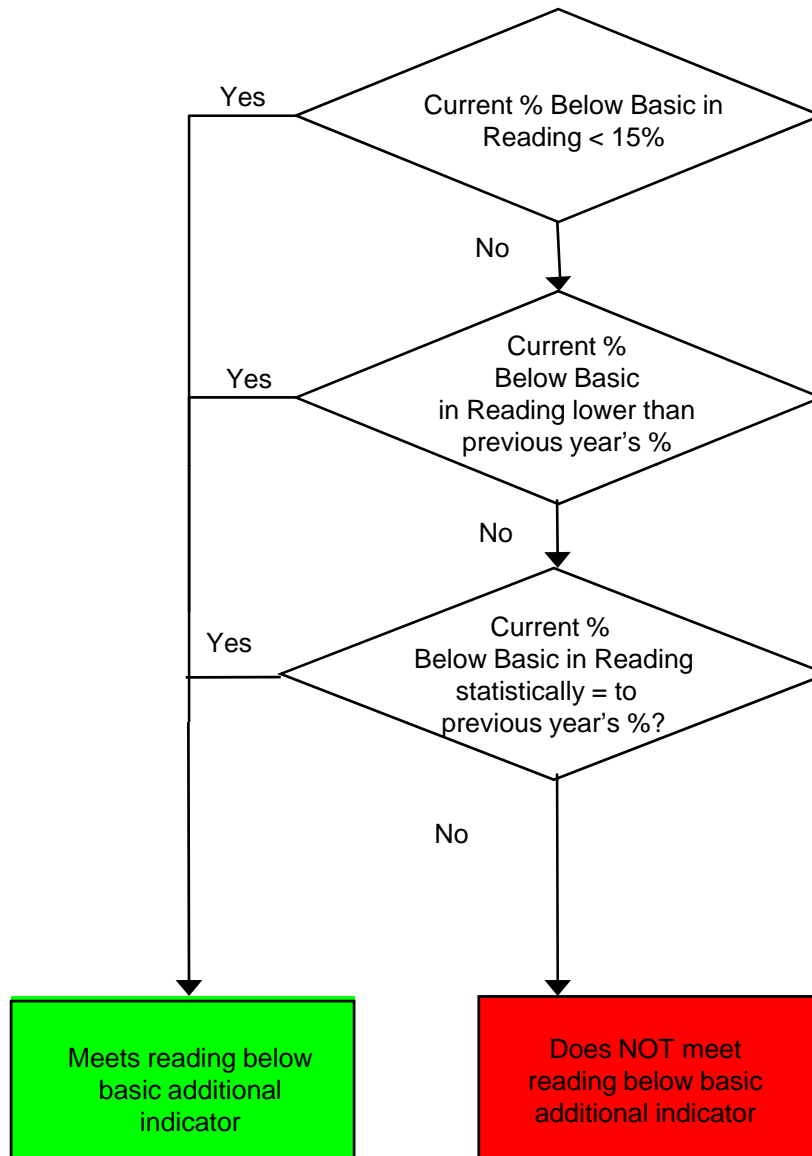 Yes
Current % Below Basic in
Reading < 15%
No
Yes
Current %
Below Basic
in Reading lower than
previous year’s %
No
Yes
Current %
Below Basic in Reading
statistically = to
previous year’s %?
No
Meets reading below
basic additional
indicator
Does NOT meet
reading below basic
additional indicator